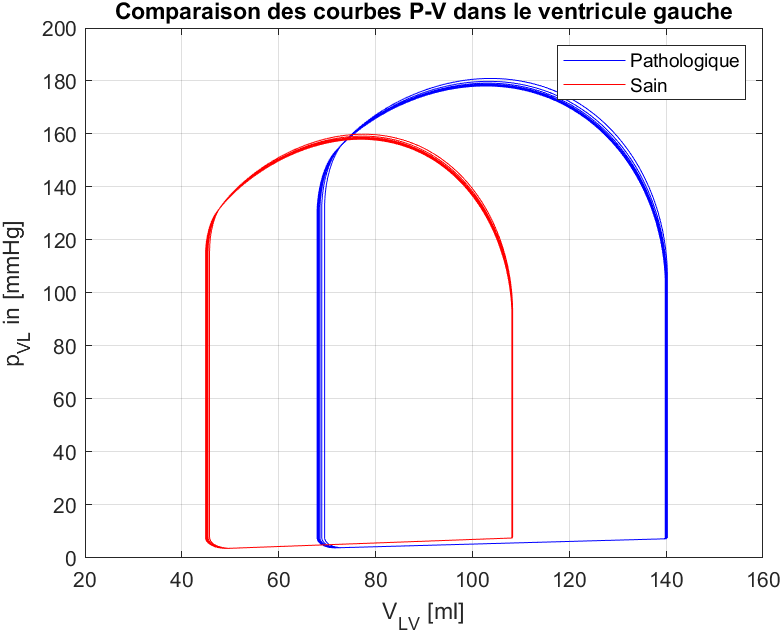 Comparaison des courbes P-V dans le ventricule gauche
200
180
160
140
120
100
80
60
40
20
0
p_VL in [mmHg]
Pathologique
Sain
20 40 60 80 100 120 140 160
V_LV [ml]